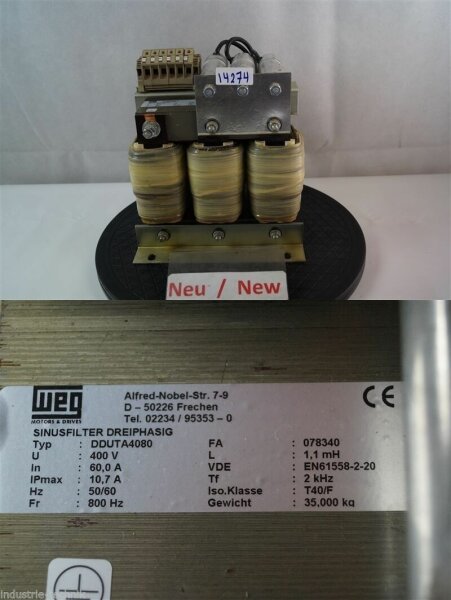 14274
Neu / New
WEG
MOTORS & DRIVES
Alfred-Nobel-Str. 7-9
D – 50226 Frechen
Tel. 02234 / 95353 – 0
CE
SINUSFILTER DREIPHASIG
Typ : DDUTA4080 FA : 078340
U : 400 V L : 1,1 mH
In : 60,0 A VDE : EN61558-2-20
IPmax : 10,7 A Tf : 2 kHz
Hz : 50/60 Iso.Klasse : T40/F
Fr : 800 Hz Gewicht : 35,000 kg